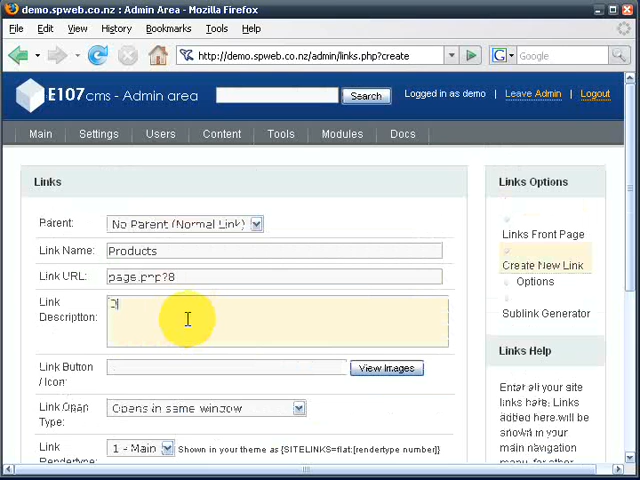 demo.spweb.co.nz : Admin Area - Mozilla Firefox
File Edit View History Bookmarks Tools Help
http://demo.spweb.co.nz/admin/links.php?create
Google
E107cms - Admin area
Search
Logged in as demo
Leave Admin
Logout
Main Settings Users Content Tools Modules Docs
Links
Parent: No Parent (Normal Link)
Link Name: Products
Link URL: page.php?8
Link
Description:
Link Button
/ Icon:
View Images
Link Open
Type:
Opens in same window
Link
Rendertype:
1 - Main
Shown in your theme as {SITELINKS=flat:[rendertype number]}
Links Options
Links Front Page
Create New Link
Options
Sublink Generator
Links Help
Enter all your site
links here. Links
added here will be
shown in your
main navigation
menu, for other